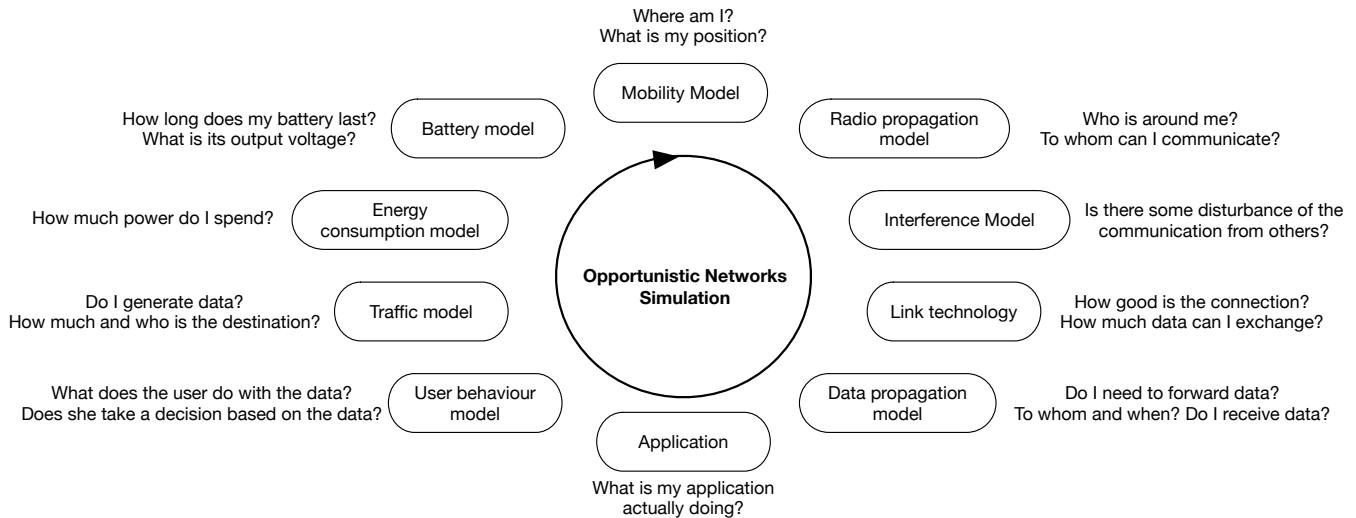 Where am I?
What is my position?
Mobility Model
Radio propagation
model
Who is around me?
To whom can I communicate?
Interference Model
Is there some disturbance of the
communication from others?
Link technology
How good is the connection?
How much data can I exchange?
Data propagation
model
Do I need to forward data?
To whom and when? Do I receive data?
Application
What is my application
actually doing?
User behaviour
model
What does the user do with the data?
Does she take a decision based on the data?
Traffic model
Do I generate data?
How much and who is the destination?
Energy
consumption model
How much power do I spend?
Battery model
How long does my battery last?
What is its output voltage?
Opportunistic Networks
Simulation